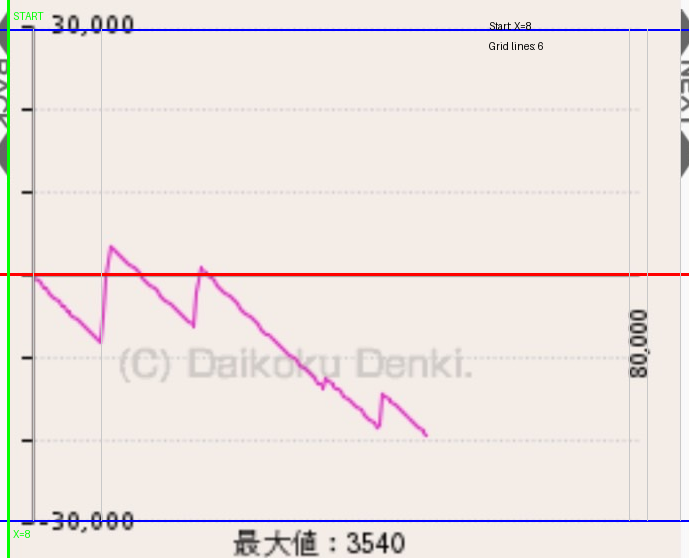 START
30,000
Start: X=8
Grid lines: 6
BACK
NEXT
80,000
(C) Daikoku Denki.
-30,000
X=8
最大値：3540